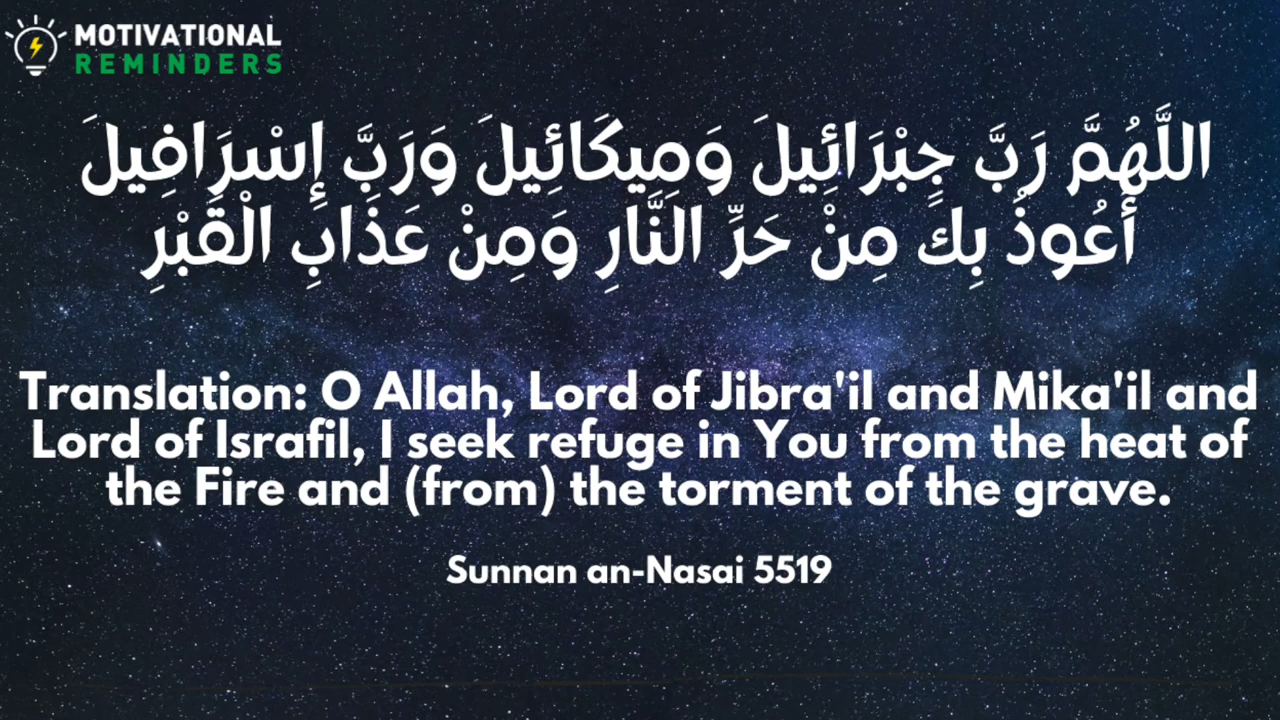 MOTIVATIONAL
REMINDERS
اللَّهُمَّ رَبَّ جِبْرَائِيلَ وَمِيكَائِيلَ وَرَبَّ إِسْرَافِيلَ
أَعُوذُ بِكَ مِنْ حَرِّ النَّارِ وَمِنْ عَذَابِ الْقَبْرِ
Translation: O Allah, Lord of Jibra'il and Mika'il and
Lord of Israfil, I seek refuge in You from the heat of
the Fire and (from) the torment of the grave.
Sunnan an-Nasai 5519